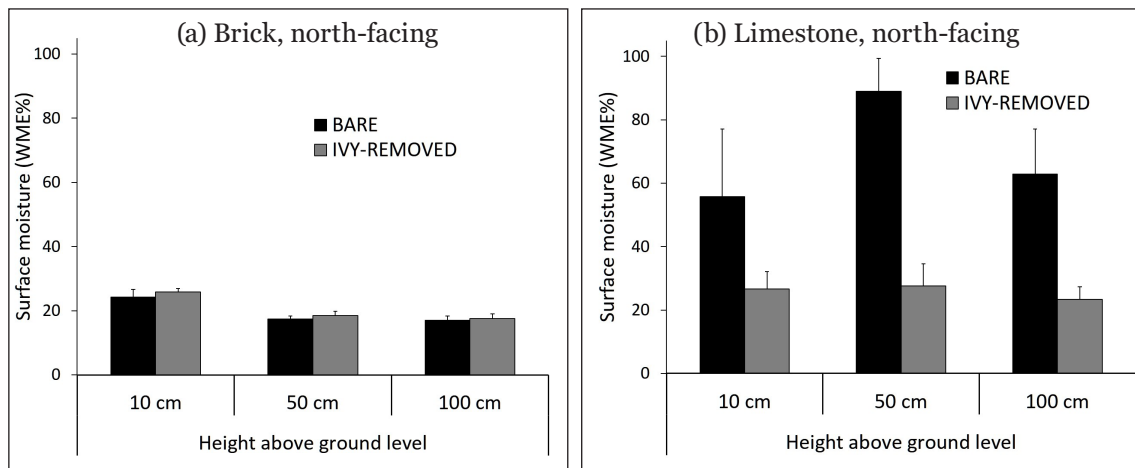 (a) Brick, north-facing
Surface moisture (WME%)
100
80
60
40
20
0
BARE
IVY-REMOVED
10 cm 50 cm 100 cm
Height above ground level
(b) Limestone, north-facing
Surface moisture (WME%)
100
80
60
40
20
0
BARE
IVY-REMOVED
10 cm 50 cm 100 cm
Height above ground level